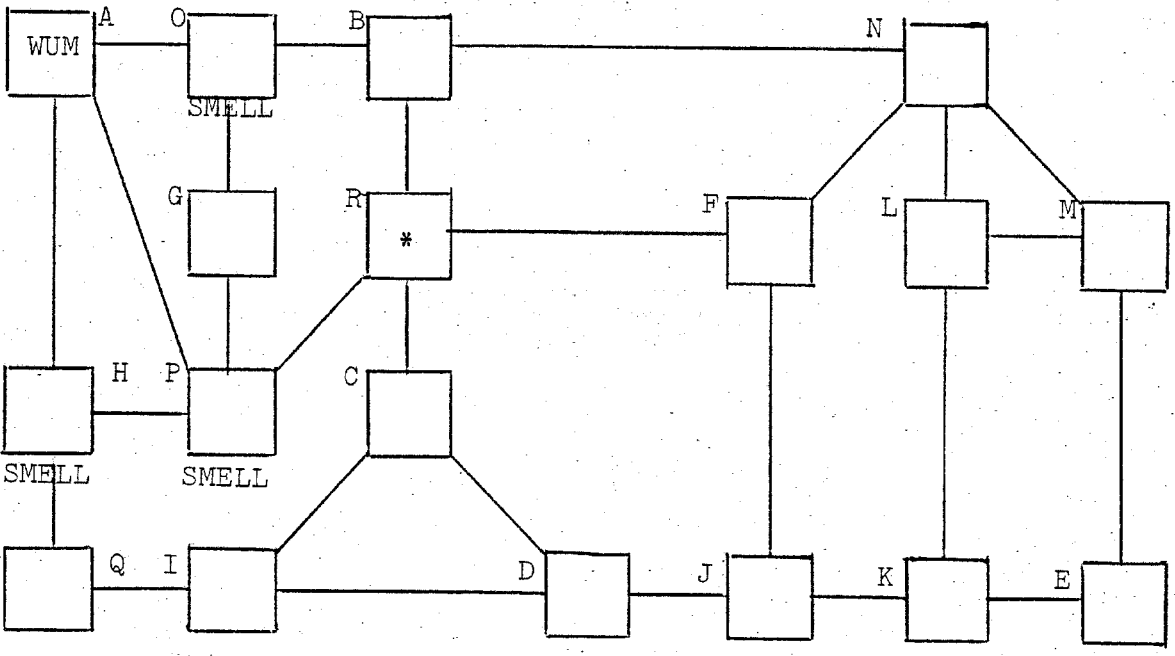 A O B N
WUM
SMELL
G R F L M
*
H P C
SMELL SMELL
Q I D J K E